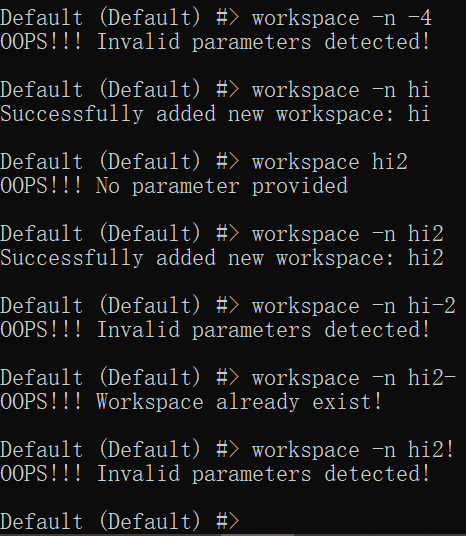 Default (Default) #> workspace -n -4
OOPS!!! Invalid parameters detected!
Default (Default) #> workspace -n hi
Successfully added new workspace: hi
Default (Default) #> workspace hi2
OOPS!!! No parameter provided
Default (Default) #> workspace -n hi2
Successfully added new workspace: hi2
Default (Default) #> workspace -n hi-2
OOPS!!! Invalid parameters detected!
Default (Default) #> workspace -n hi2-
OOPS!!! Workspace already exist!
Default (Default) #> workspace -n hi2!
OOPS!!! Invalid parameters detected!
Default (Default) #>